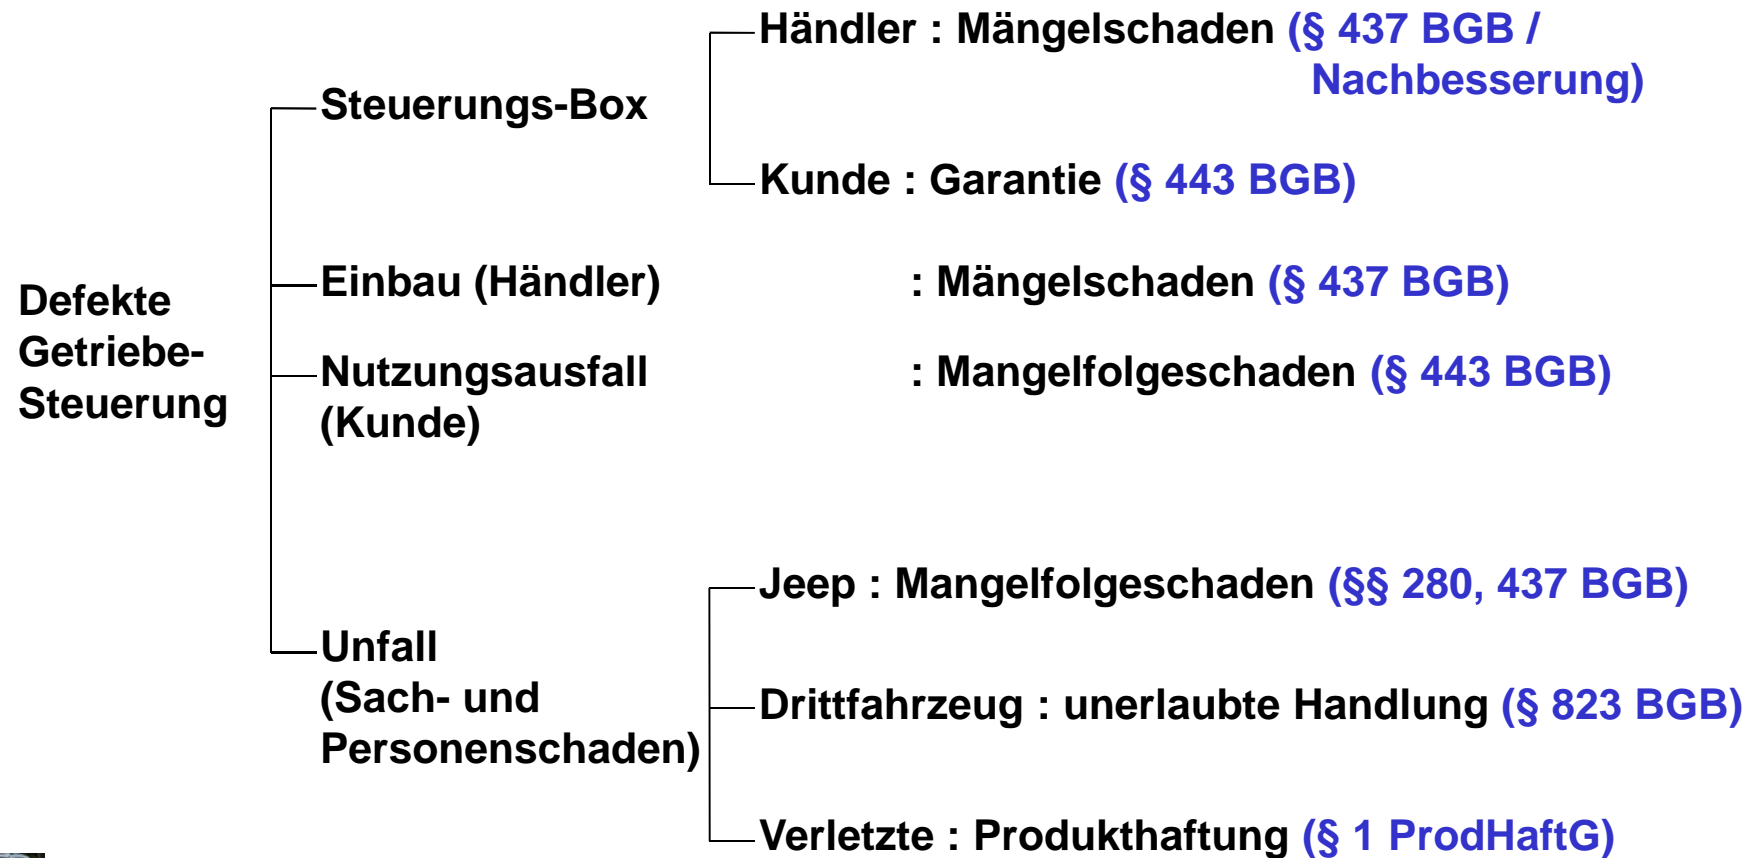 Händler : Mängelschaden (§ 437 BGB /
Nachbesserung)
Steuerungs-Box
Kunde : Garantie (§ 443 BGB)
Einbau (Händler) : Mängelschaden (§ 437 BGB)
Defekte
Getriebe-
Steuerung
Nutzungsausfall : Mangelfolgeschaden (§ 443 BGB)
(Kunde)
Jeep : Mangelfolgeschaden (§§ 280, 437 BGB)
Unfall
(Sach- und
Personenschaden)
Drittfahrzeug : unerlaubte Handlung (§ 823 BGB)
Verletzte : Produkthaftung (§ 1 ProdHaftG)